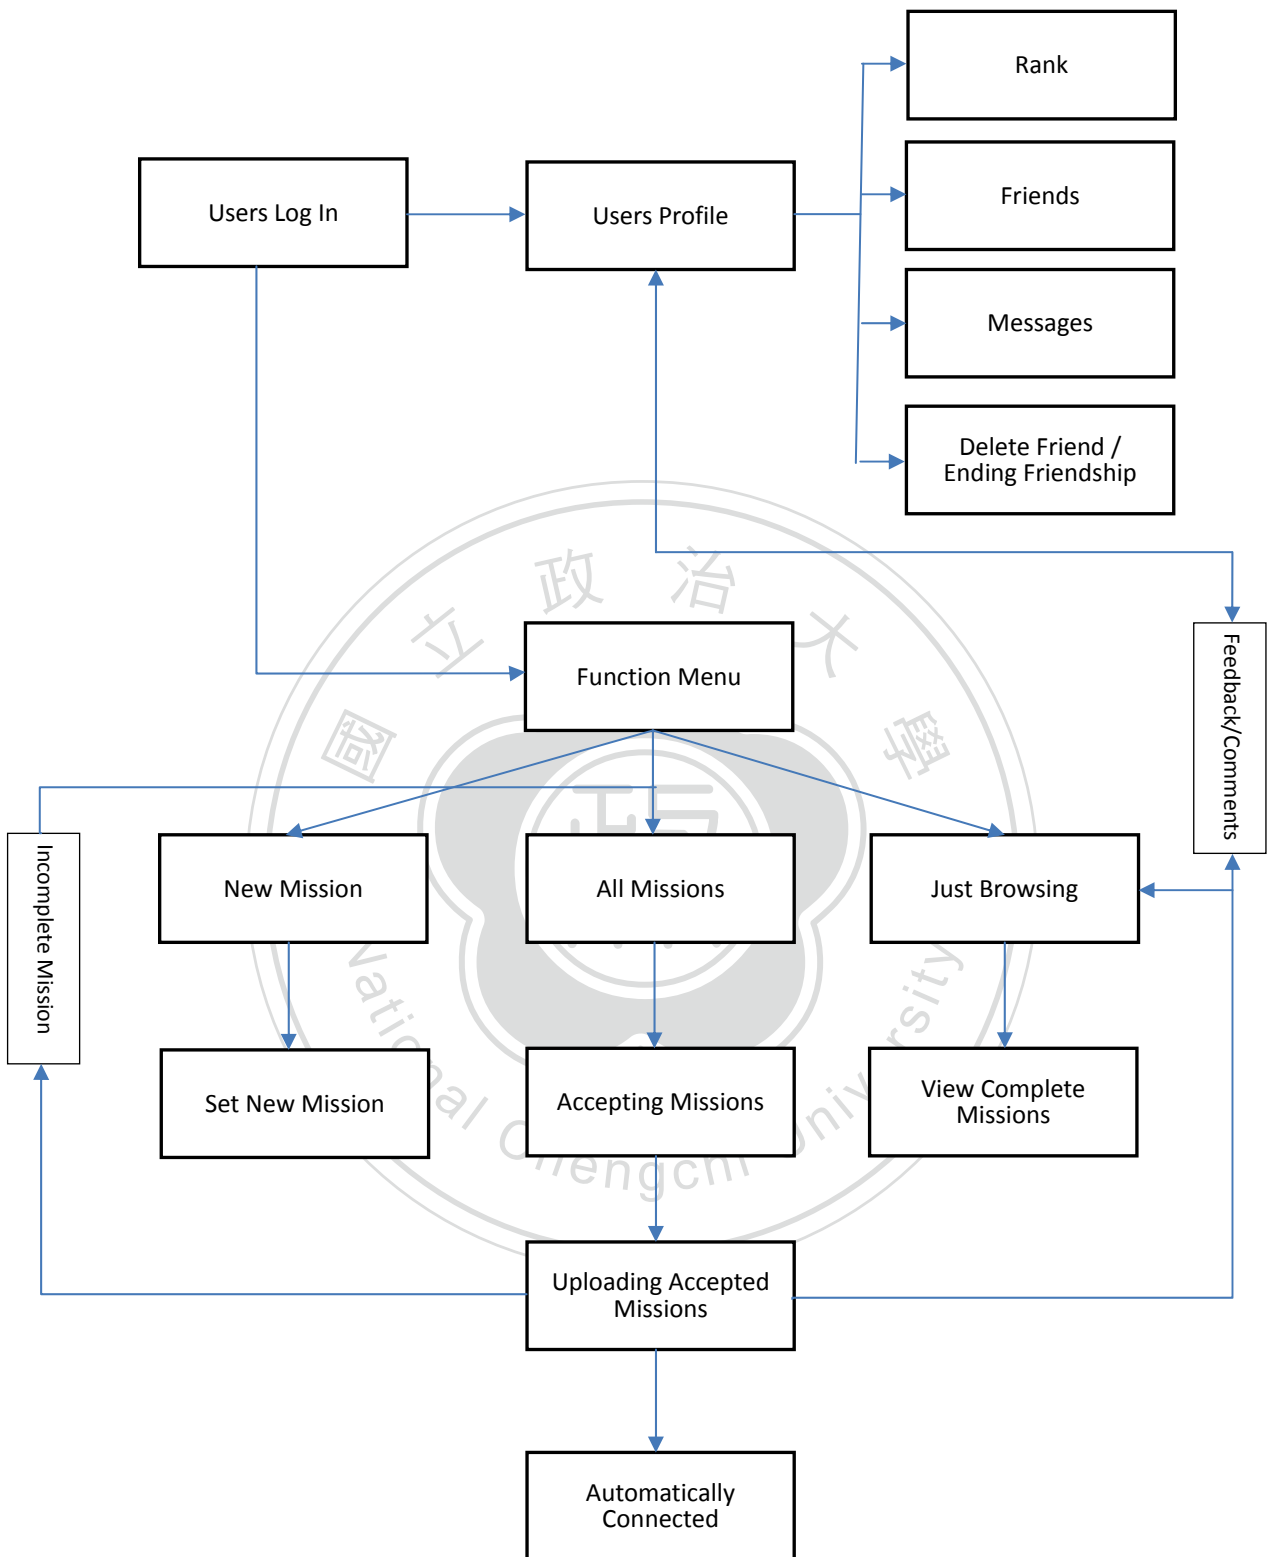 Rank
Users Log In
Users Profile
Friends
Messages
Delete Friend /
Ending Friendship
國立政治大學
Function Menu
Feedback/Comments
Incomplete Mission
New Mission
All Missions
Just Browsing
Set New Mission
Accepting Missions
View Complete
Missions
National Chengchi University
Uploading Accepted
Missions
Automatically
Connected